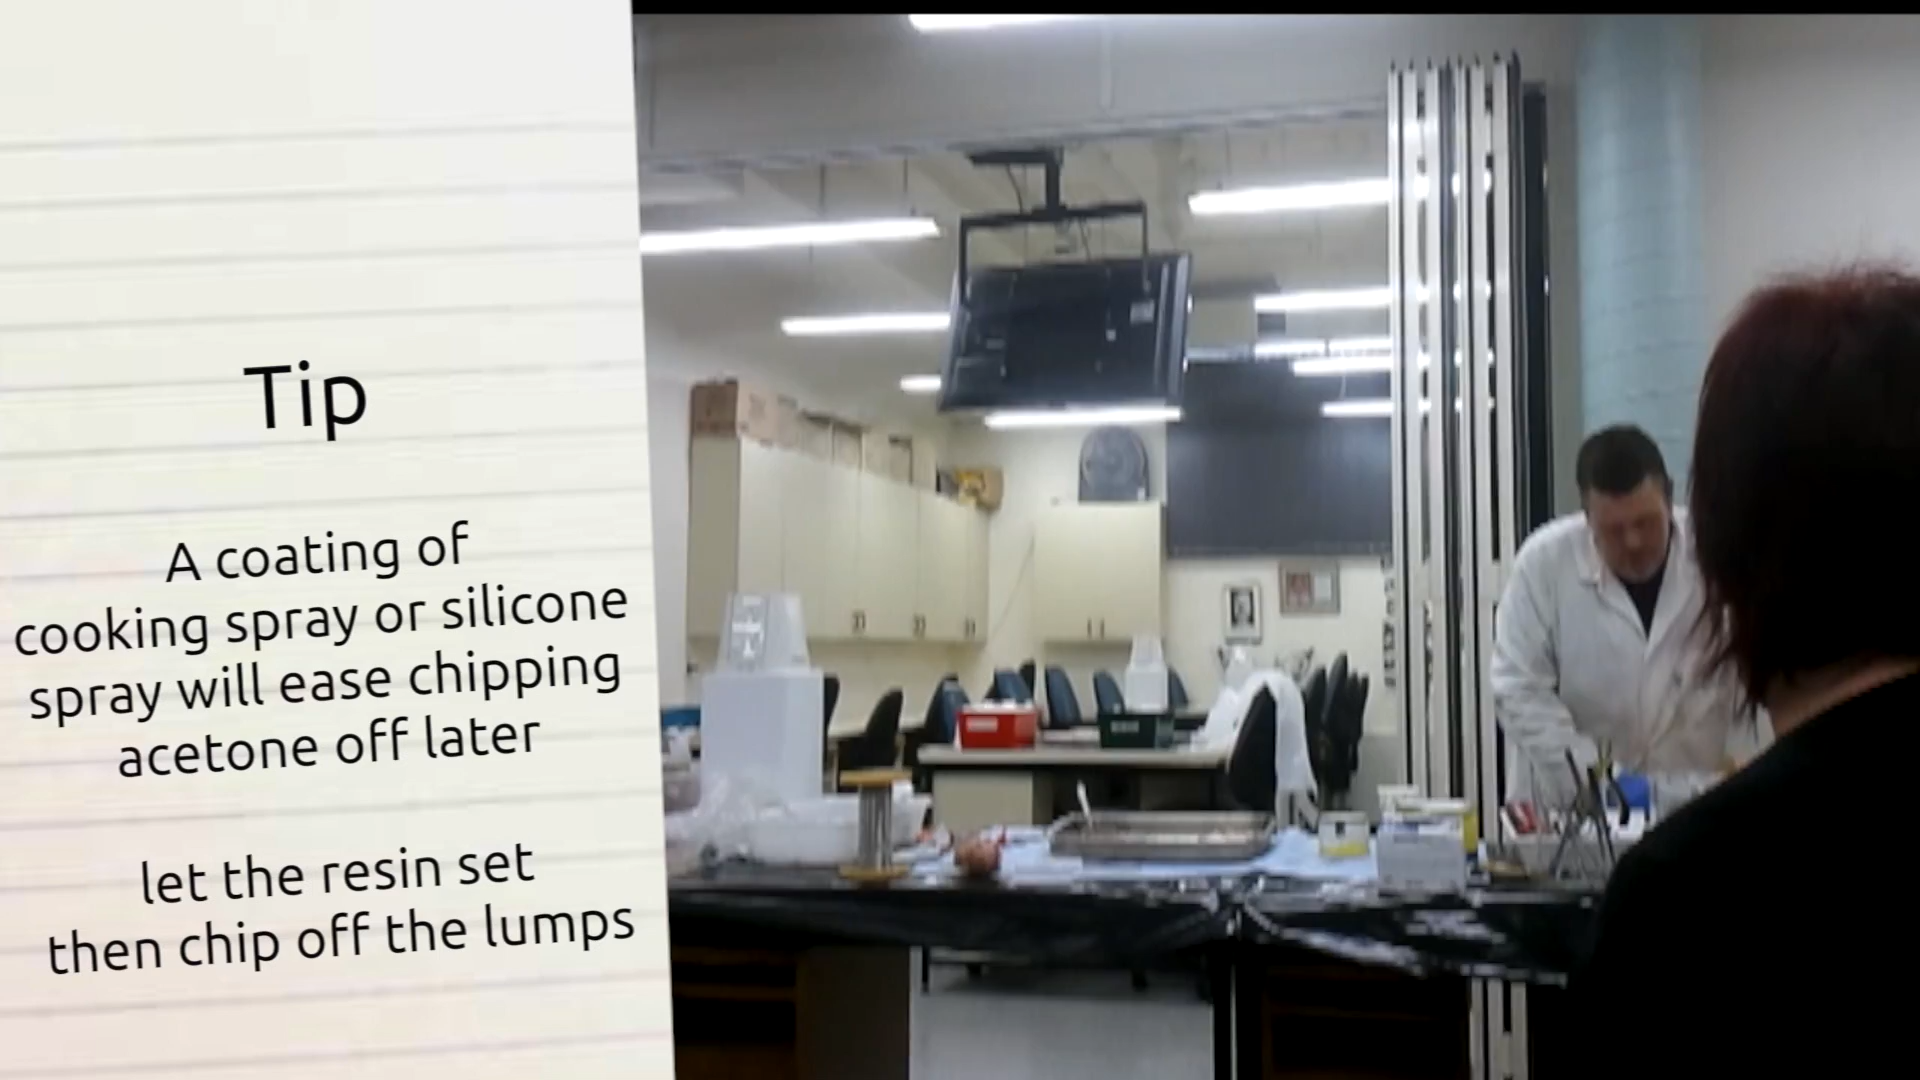 Tip
A coating of
cooking spray or silicone
spray will ease chipping
acetone off later
let the resin set
then chip off the lumps